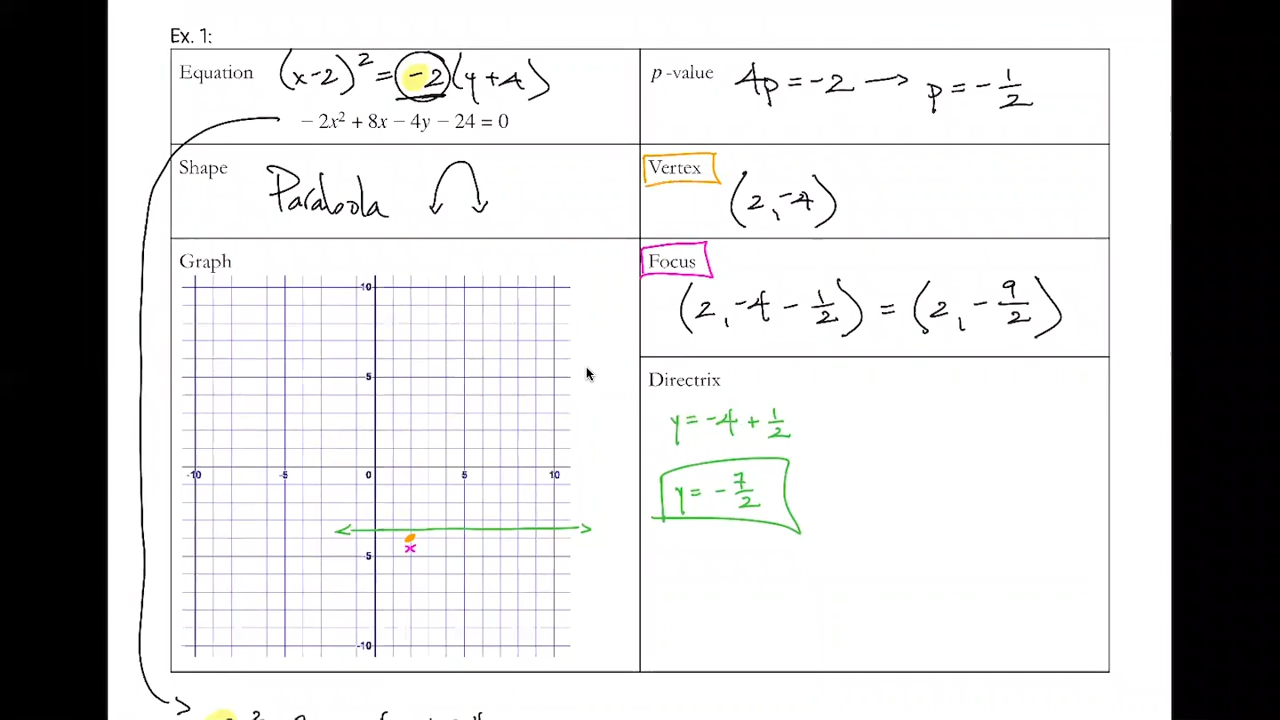 Ex. 1:
Equation (x-2)² = -2(y+4)
- 2x² + 8x - 4y - 24 = 0
p-value 4p = -2 → p = -1/2
Shape Parabola
Vertex
(2, -4)
Graph
10
5
-10 -5 0 5 10
5
-10
Focus
(2, -4 - 1/2) = (2, -9/2)
Directrix
y = -4 + 1/2
y = -7/2